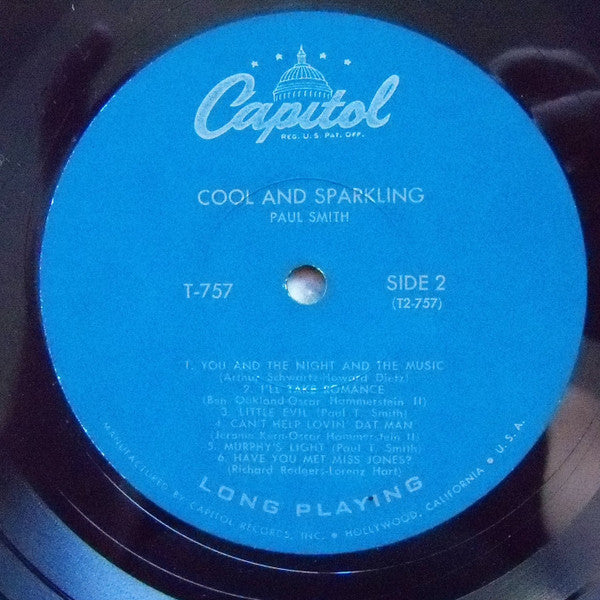 Capitol
REG. U.S. PAT. OFF.
COOL AND SPARKLING
PAUL SMITH
T-757
SIDE 2
(T2-757)
1. YOU AND THE NIGHT AND THE MUSIC
(Arthur Schwartz-Howard Dietz)
2. I'LL TAKE ROMANCE
(Ben Oakland-Oscar Hammerstein II)
3. LITTLE EVIL (Paul T. Smith)
4. CAN'T HELP LOVIN' DAT MAN
(Jerome Kern-Oscar Hammerstein II)
5. MURPHY'S LIGHT (Paul T. Smith)
6. HAVE YOU MET MISS JONES?
(Richard Rodgers-Lorenz Hart)
LONG PLAYING
MANUFACTURED BY CAPITOL RECORDS, INC. • HOLLYWOOD, CALIFORNIA • U.S.A.